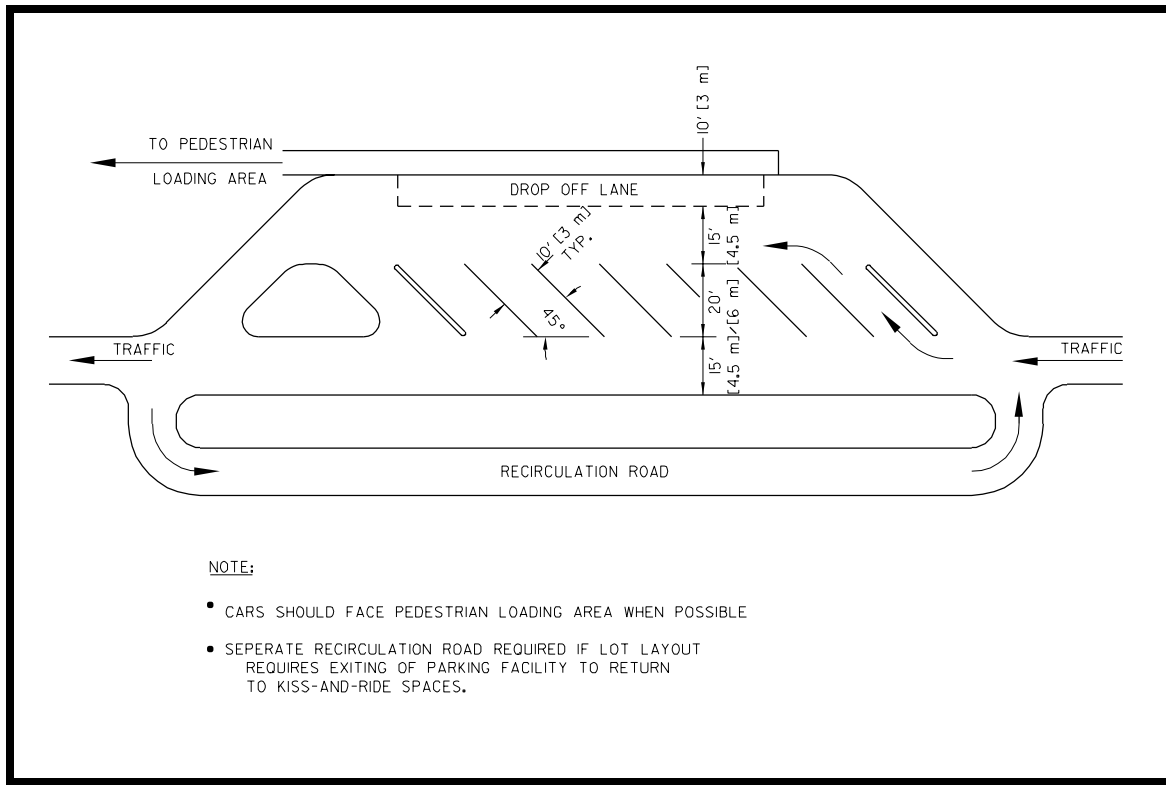 10' [3 m]
TO PEDESTRIAN
LOADING AREA
DROP OFF LANE
10' [3 m]
TYP.
15'
[4.5 m]
20'
[6 m]
45°
15'
[4.5 m]/
TRAFFIC
TRAFFIC
RECIRCULATION ROAD
NOTE:
• CARS SHOULD FACE PEDESTRIAN LOADING AREA WHEN POSSIBLE
• SEPERATE RECIRCULATION ROAD REQUIRED IF LOT LAYOUT
REQUIRES EXITING OF PARKING FACILITY TO RETURN
TO KISS-AND-RIDE SPACES.